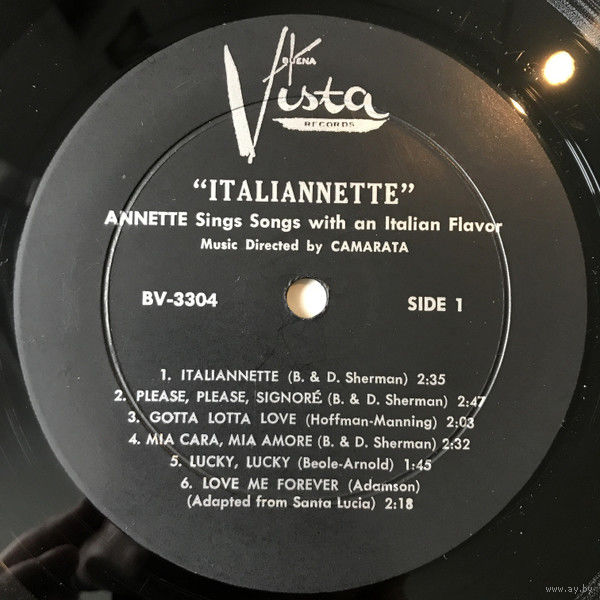 BUENA
Vista
RECORDS
"ITALIANNETTE"
ANNETTE Sings Songs with an Italian Flavor
Music Directed by CAMARATA
BV-3304 SIDE 1
1. ITALIANNETTE (B. & D. Sherman) 2:35
2. PLEASE, PLEASE, SIGNORÉ (B. & D. Sherman) 2:47
3. GOTTA LOTTA LOVE (Hoffman-Manning) 2:03
4. MIA CARA, MIA AMORE (B. & D. Sherman) 2:32
5. LUCKY, LUCKY (Beole-Arnold) 1:45
6. LOVE ME FOREVER (Adamson)
(Adapted from Santa Lucia) 2:18
www.ay.by